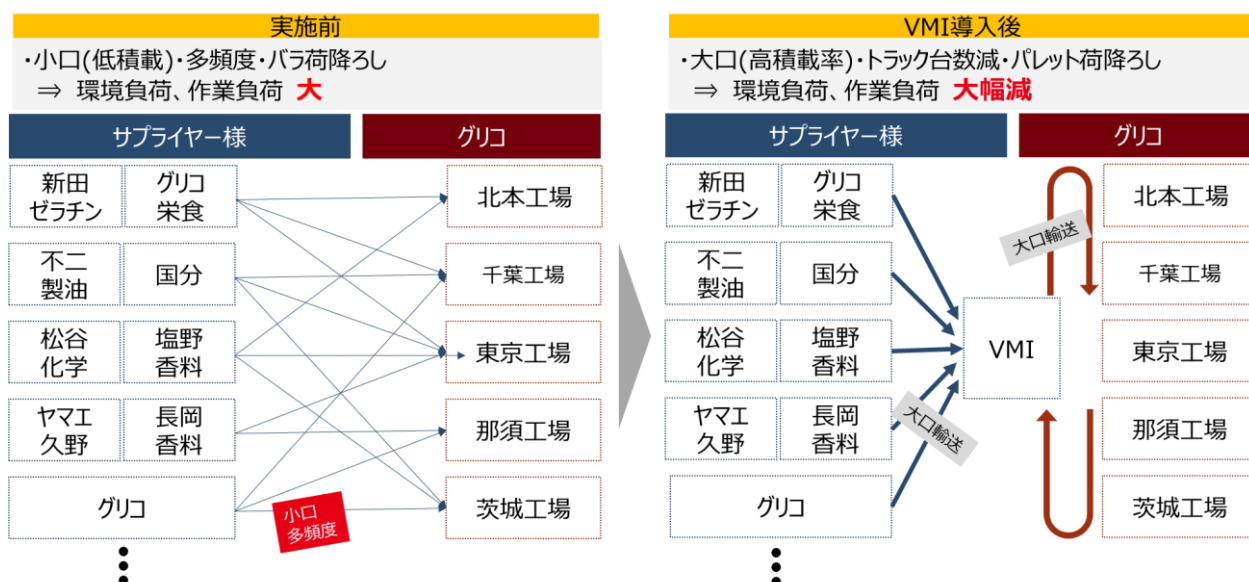 実施前
・小口(低積載)・多頻度・バラ荷降ろし
⇒ 環境負荷、作業負荷 大
サプライヤー様
グリコ
新田
ゼラチン
グリコ
栄食
北本工場
不二
製油
国分
千葉工場
松谷
化学
塩野
香料
東京工場
ヤマエ
久野
長岡
香料
那須工場
グリコ
小口
多頻度
茨城工場
VMI導入後
・大口(高積載率)・トラック台数減・パレット荷降ろし
⇒ 環境負荷、作業負荷 大幅減
サプライヤー様
グリコ
新田
ゼラチン
グリコ
栄食
大口輸送
北本工場
不二
製油
国分
千葉工場
松谷
化学
塩野
香料
VMI
東京工場
ヤマエ
久野
長岡
香料
大口輸送
那須工場
グリコ
茨城工場